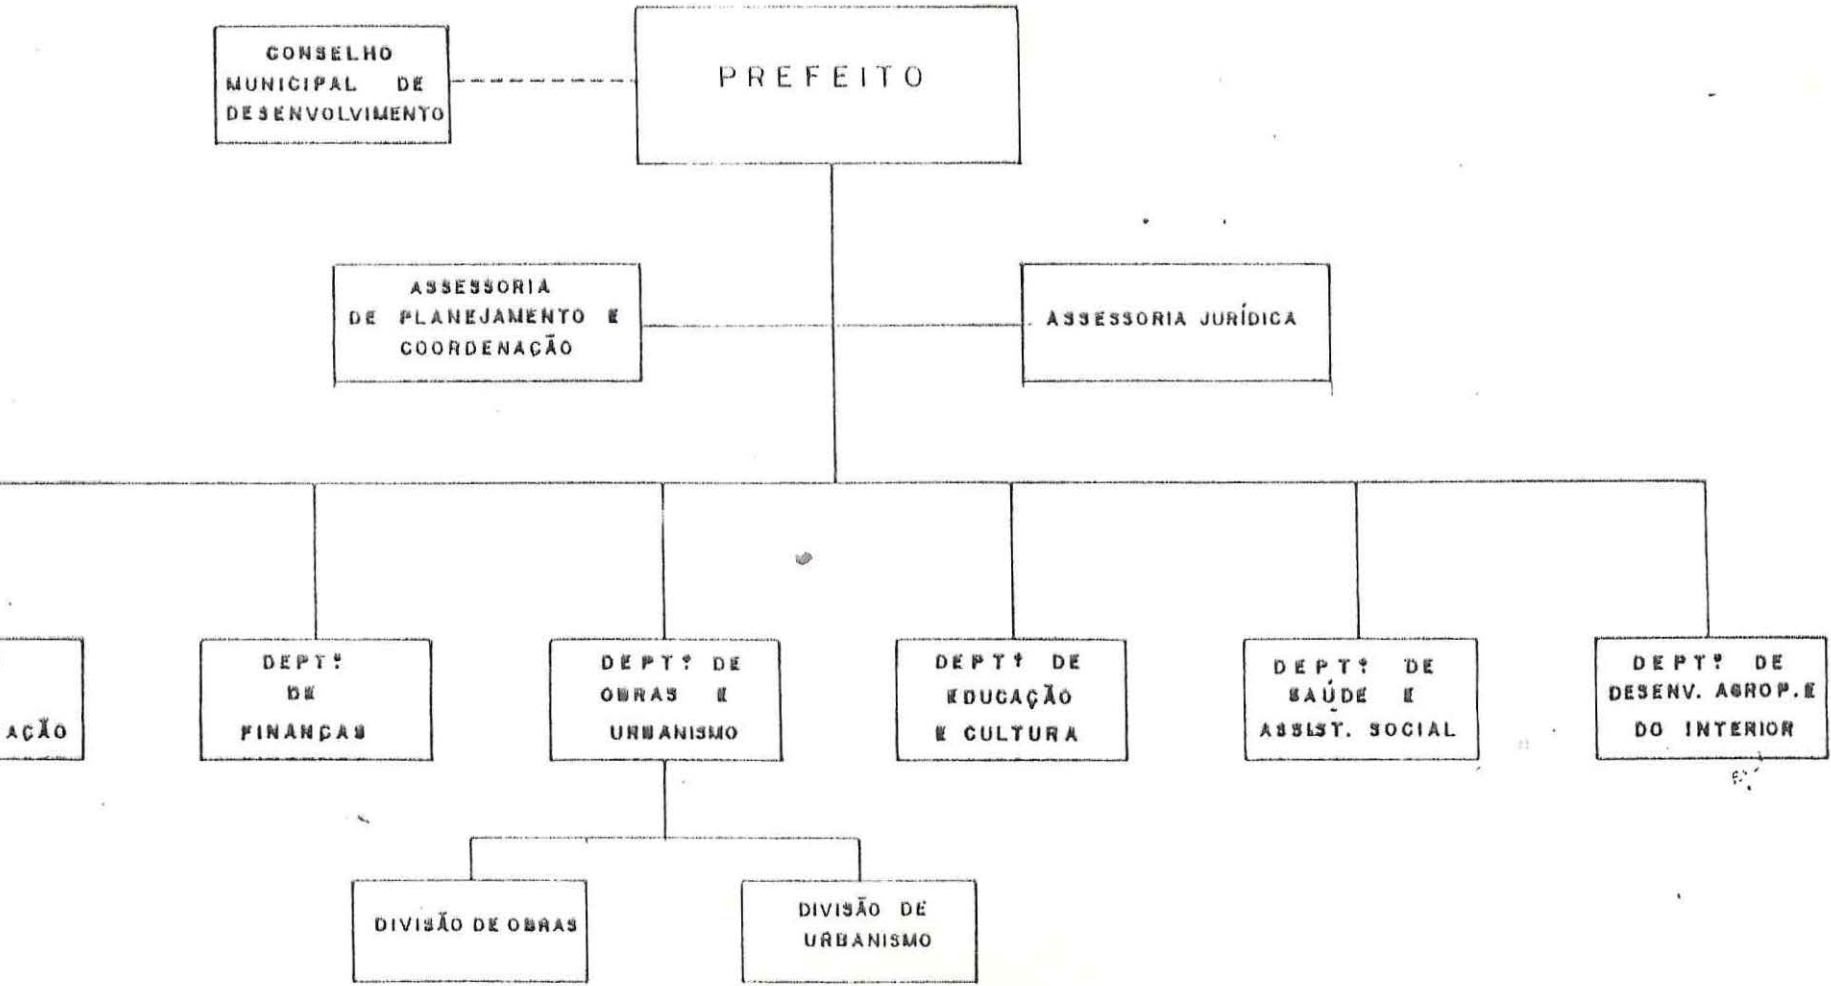 CONSELHO
MUNICIPAL DE
DESENVOLVIMENTO
PREFEITO
ASSESSORIA
DE PLANEJAMENTO E
COORDENAÇÃO
ASSESSORIA JURÍDICA
AÇÃO
DEPTº
DE
FINANÇAS
DEPTº DE
OBRAS E
URBANISMO
DEPTº DE
EDUCAÇÃO
E CULTURA
DEPTº DE
SAÚDE E
ASSIST. SOCIAL
DEPTº DE
DESENV. AGROP. E
DO INTERIOR
DIVISÃO DE OBRAS
DIVISÃO DE
URBANISMO